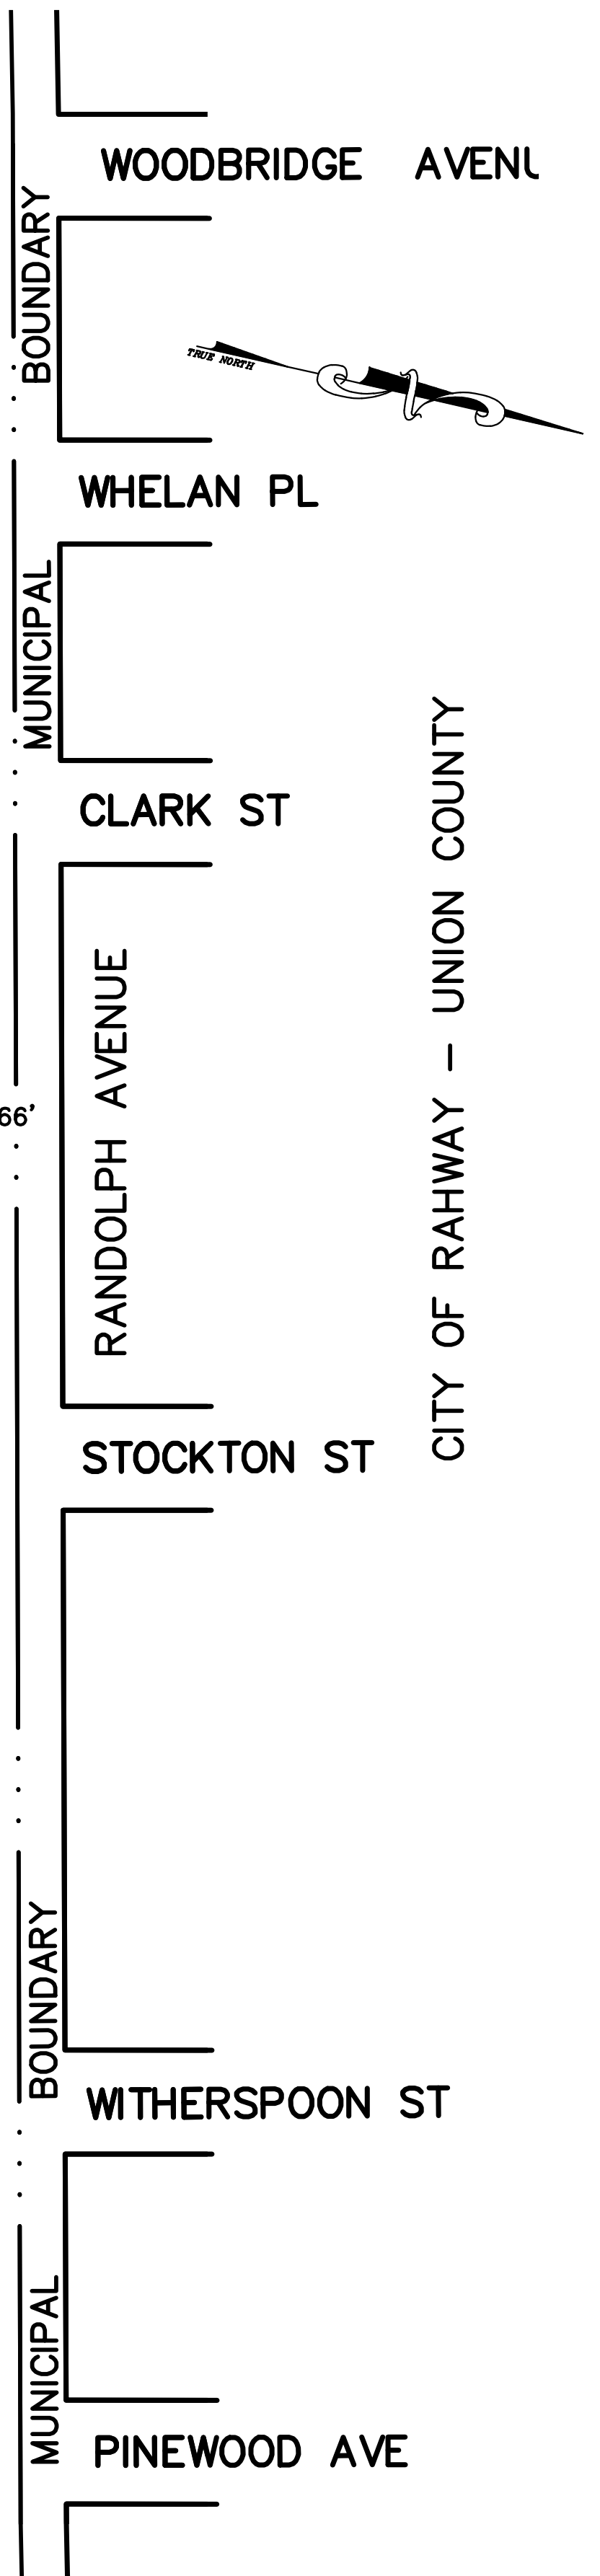 WOODBRIDGE AVENU
BOUNDARY
TRUE NORTH
N
WHELAN PL
MUNICIPAL
CLARK ST
CITY OF RAHWAY - UNION COUNTY
RANDOLPH AVENUE
66'
STOCKTON ST
BOUNDARY
WITHERSPOON ST
MUNICIPAL
PINEWOOD AVE